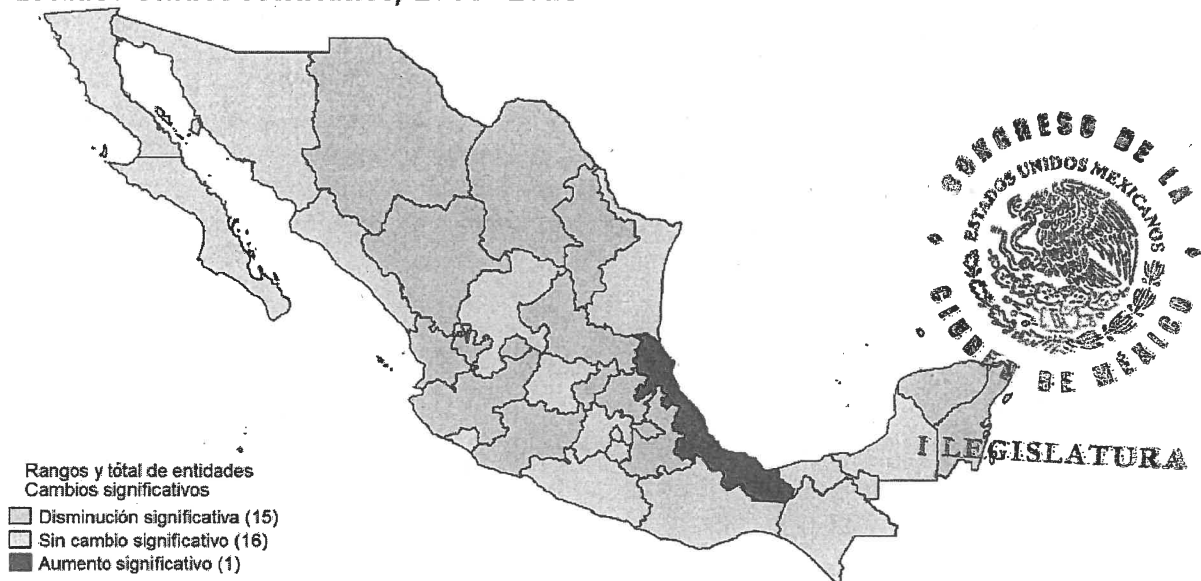 CONGRESO DE LA
ESTADOS UNIDOS MEXICANOS
CIUDAD DE MÉXICO
I LEGISLATURA
Rangos y total de entidades
Cambios significativos
Disminución significativa (15)
Sin cambio significativo (16)
Aumento significativo (1)